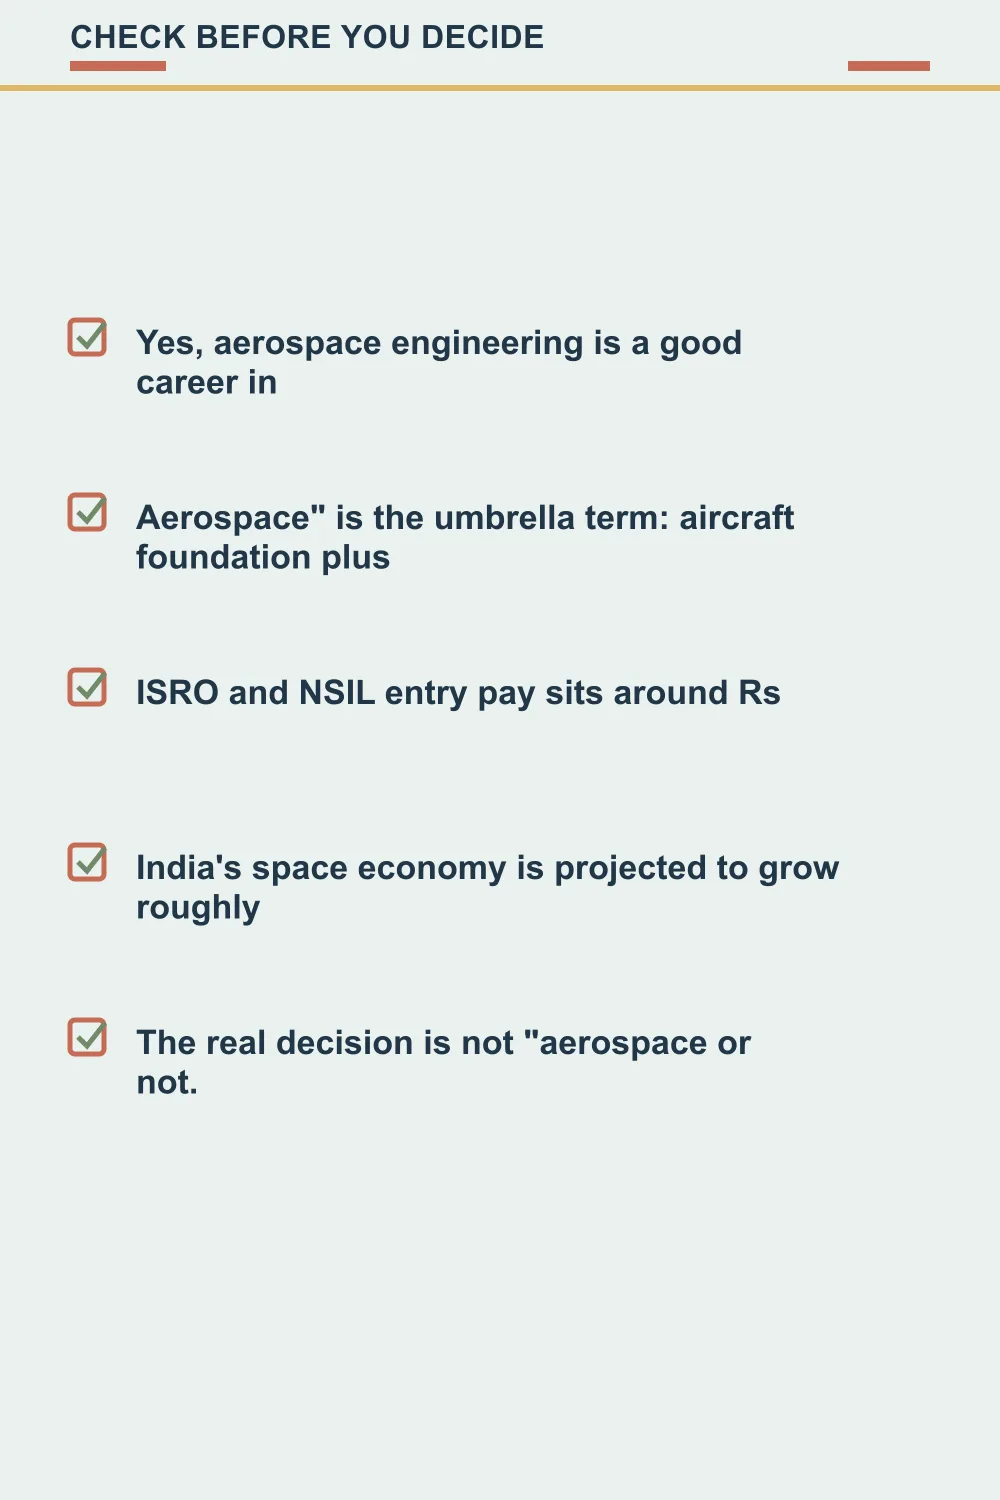 CHECK BEFORE YOU DECIDE
Yes, aerospace engineering is a good
career in
Aerospace" is the umbrella term: aircraft
foundation plus
ISRO and NSIL entry pay sits around Rs
India's space economy is projected to grow
roughly
The real decision is not "aerospace or
not.